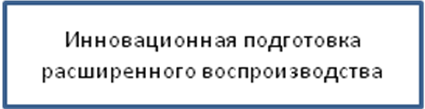 Инновационная подготовка
расширенного воспроизводства